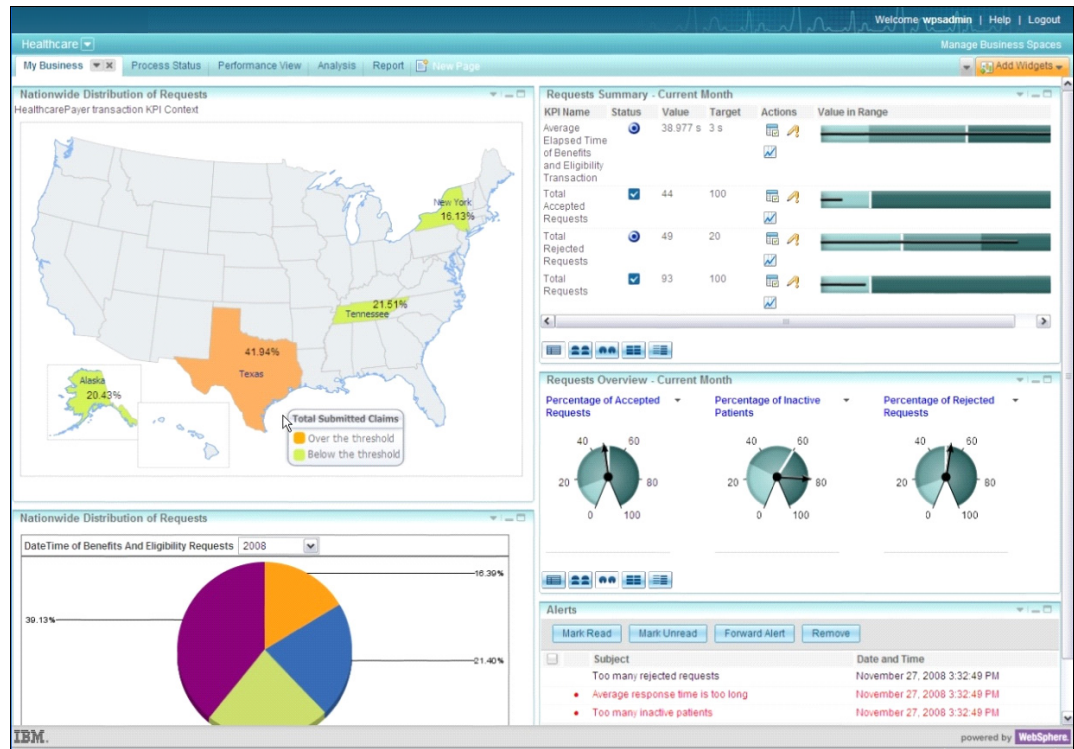 Welcome wpsadmin | Help | Logout
Healthcare
Manage Business Spaces
My Business
Process Status
Performance View
Analysis
Report
New Page
Add Widgets
Nationwide Distribution of Requests
HealthcarePayer transaction KPI Context
New York
16.13%
21.51%
Tennessee
41.94%
Texas
Alaska
20.43%
Total Submitted Claims
Over the threshold
Below the threshold
Nationwide Distribution of Requests
DateTime of Benefits And Eligibility Requests 2008
16.39%
39.13%
21.40%
Requests Summary - Current Month
KPI Name Status Value Target Actions Value in Range
Average 38.977 s 3 s
Elapsed Time
of Benefits
and Eligibility
Transaction
Total 44 100
Accepted
Requests
Total 49 20
Rejected
Requests
Total 93 100
Requests
Requests Overview - Current Month
Percentage of Accepted
Requests
Percentage of Inactive
Patients
Percentage of Rejected
Requests
40 60
20 80
0 100
40 60
20 80
0 100
40 60
20 80
0 100
Alerts
Mark Read Mark Unread Forward Alert Remove
Subject Date and Time
Too many rejected requests November 27, 2008 3:32:49 PM
Average response time is too long November 27, 2008 3:32:49 PM
Too many inactive patients November 27, 2008 3:32:49 PM
IBM.
powered by WebSphere.